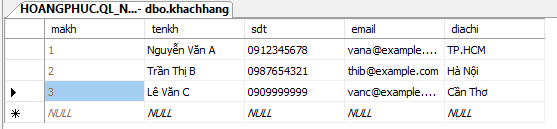 HOANGPHUC.QL_N...- dbo.khachhang
makh tenkh sdt email diachi
1 Nguyễn Văn A 0912345678 vana@example.... TP.HCM
2 Trần Thị B 0987654321 thib@example.com Hà Nội
3 Lê Văn C 0909999999 vanc@example.... Cần Thơ
NULL NULL NULL NULL NULL